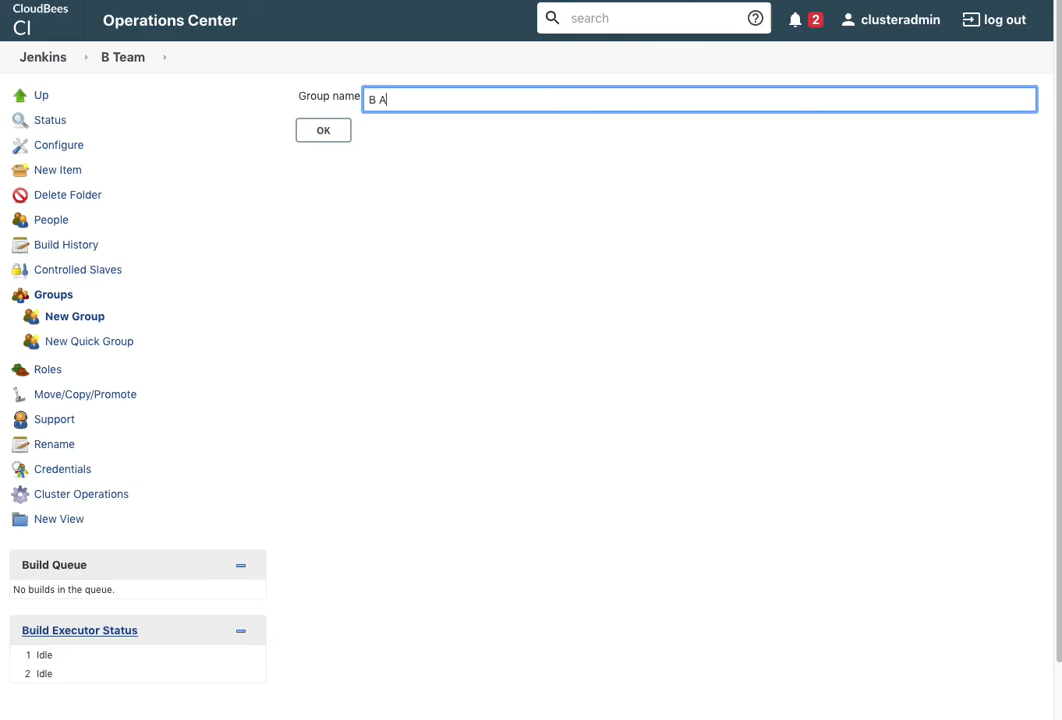 CloudBees
CI
Operations Center
search
2
clusteradmin
log out
Jenkins
B Team
Up
Status
Configure
New Item
Delete Folder
People
Build History
Controlled Slaves
Groups
New Group
New Quick Group
Roles
Move/Copy/Promote
Support
Rename
Credentials
Cluster Operations
New View
Group name
B A
OK
Build Queue
No builds in the queue.
Build Executor Status
1 Idle
2 Idle